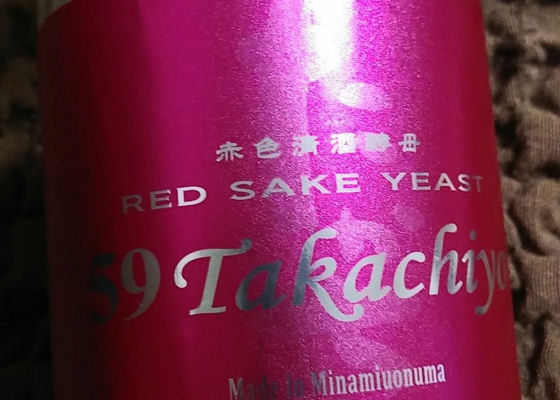 赤色清酒酵母
RED SAKE YEAST
59 Takachiyo
Made in Minamiuonuma